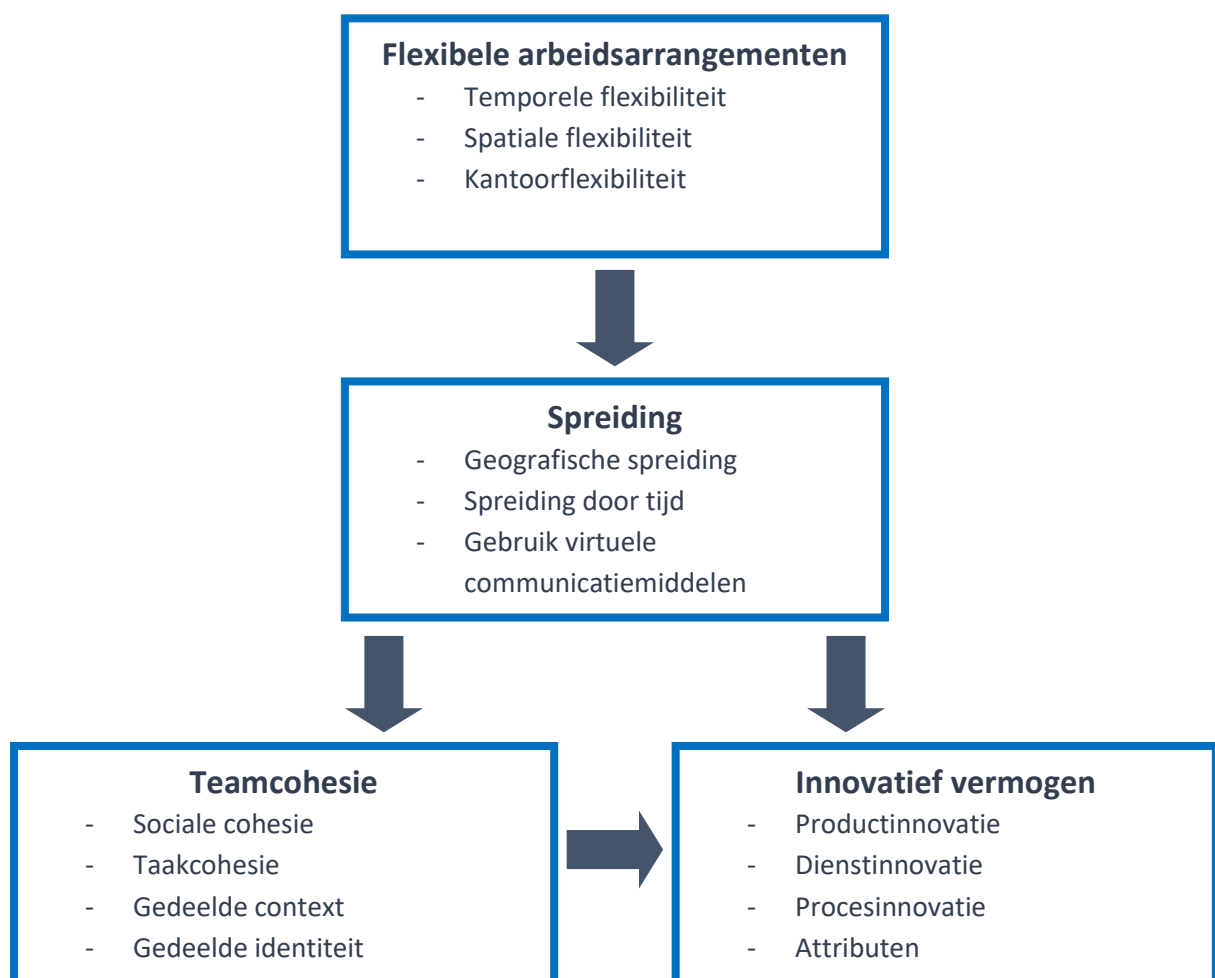 Flexibele arbeidsarrangementen
- Temporele flexibiliteit
- Spatiale flexibiliteit
- Kantoorflexibiliteit
Spreiding
- Geografische spreiding
- Spreiding door tijd
- Gebruik virtuele
communicatiemiddelen
Teamcohesie
- Sociale cohesie
- Taakcohesie
- Gedeelde context
- Gedeelde identiteit
Innovatief vermogen
- Productinnovatie
- Dienstinnovatie
- Procesinnovatie
- Attributen